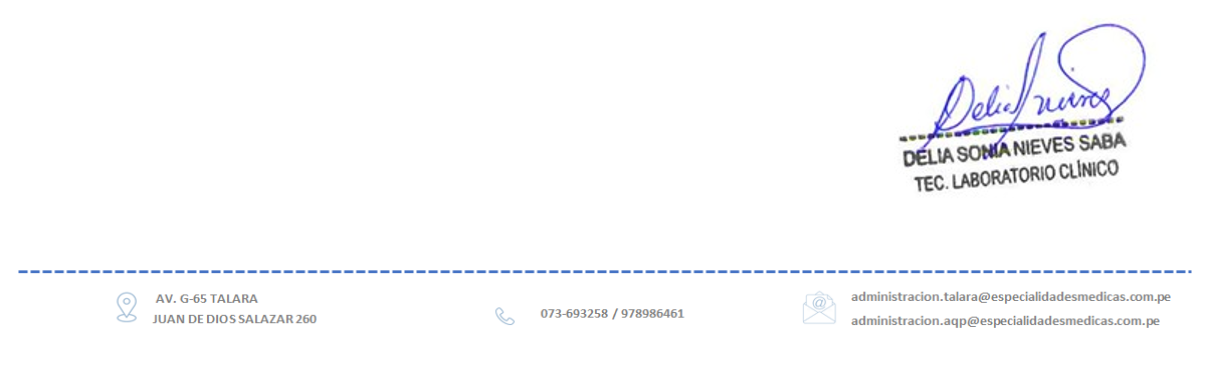 Delia Nieves
DELIA SONIA NIEVES SABA
TEC. LABORATORIO CLÍNICO
AV. G-65 TALARA
JUAN DE DIOS SALAZAR 260
073-693258 / 978986461
administracion.talara@especialidadesmedicas.com.pe
administracion.aqp@especialidadesmedicas.com.pe